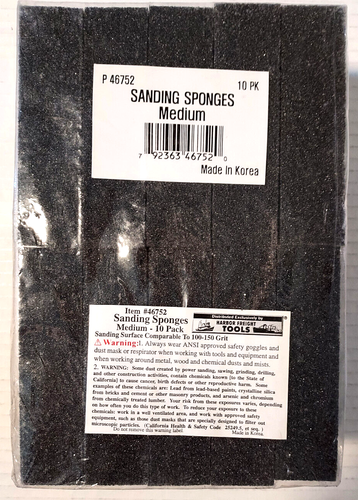 P 46752 10 PK
SANDING SPONGES
Medium
7 92363 46752 0
Made In Korea
Item #46752
Sanding Sponges
Medium - 10 Pack
Distributed Exclusively by
HARBOR FREIGHT
TOOLS
Sanding Surface Comparable To 100-150 Grit
Warning:1. Always wear ANSI approved safety goggles and
dust mask or respirator when working with tools and equipment and
when working around metal, wood and chemical dusts and mists.
2. WARNING: Some dust created by power sanding, sawing, grinding, drilling,
and other construction activities, contain chemicals known [to the State of
California] to cause cancer, birth defects or other reproductive harm. Some
examples of these chemicals are: Lead from lead-based paints, crystalline silica
from bricks and cement or other masonry products, and arsenic and chromium
from chemically treated lumber. Your risk from these exposures varies, depending
on how often you do this type of work. To reduce your exposure to these
chemicals: work in a well ventilated area, and work with approved safety
equipment, such as those dust masks that are specially designed to filter out
microscopic particles. (California Health & Safety Code 25249.5, et seq. )
Do not remove this warning label Made in Korea.